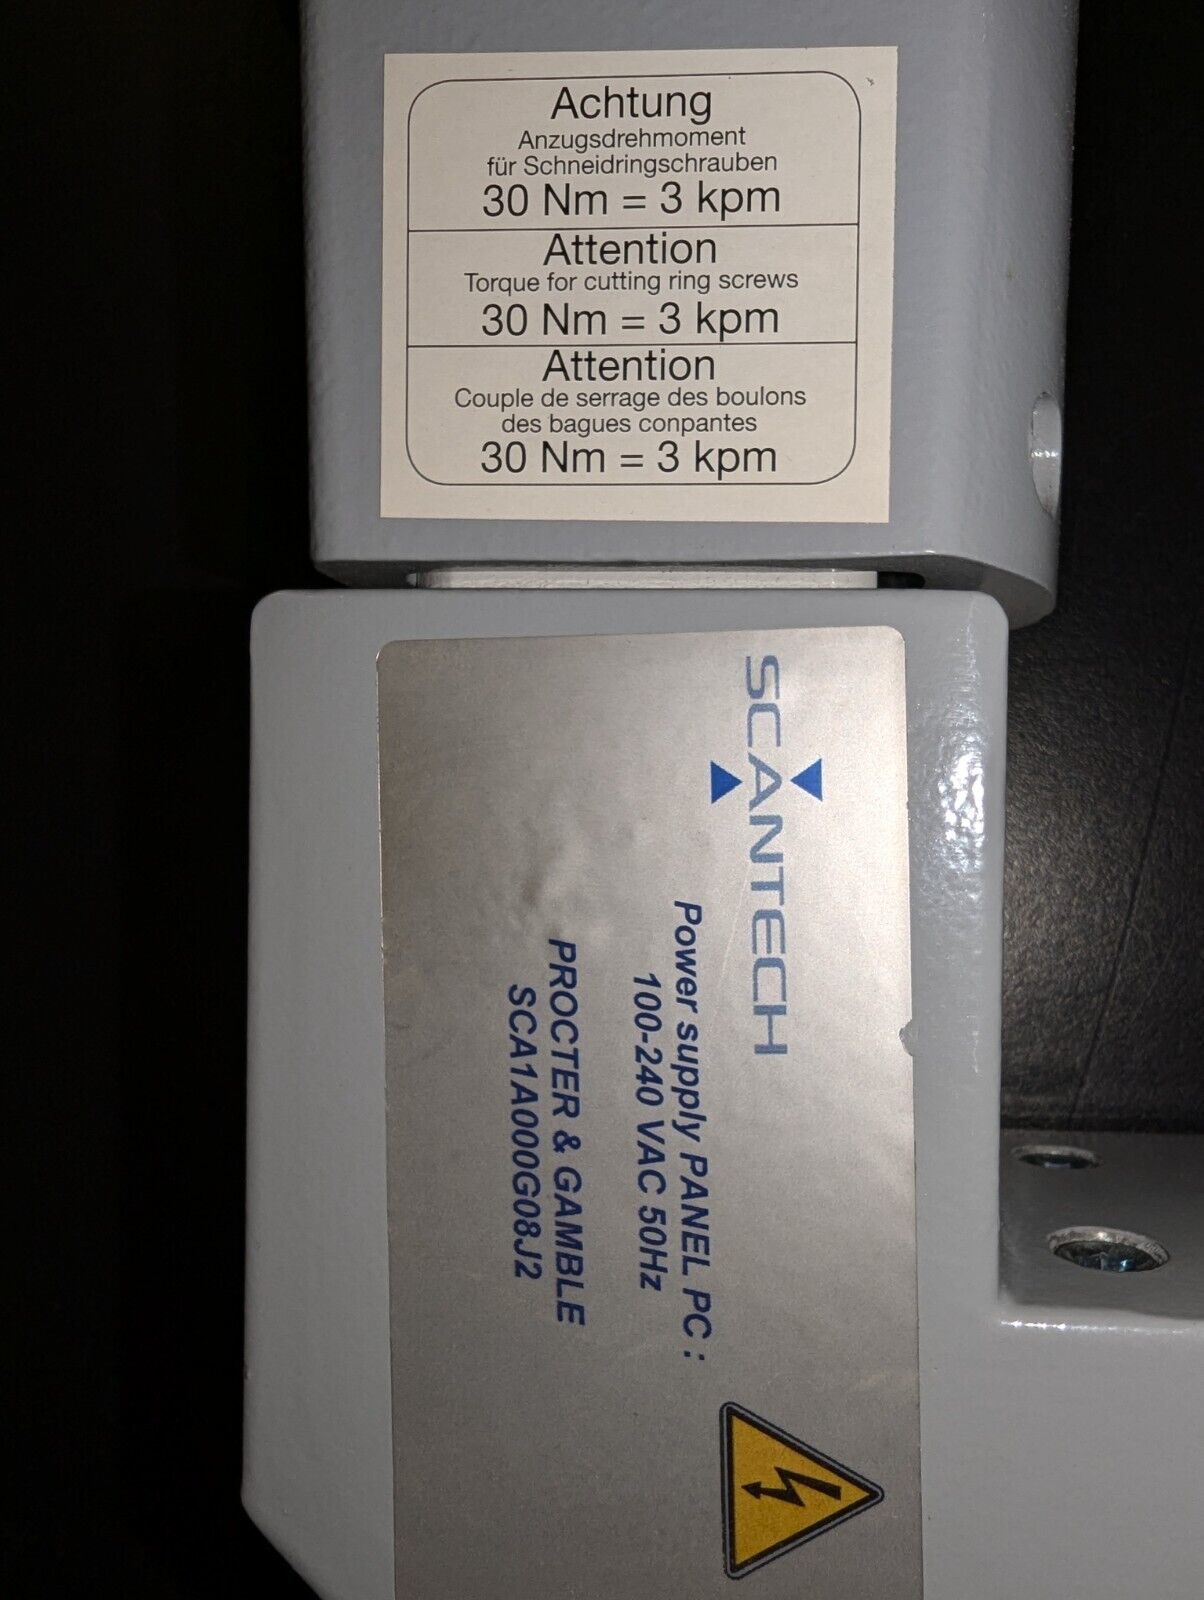 Achtung
Anzugsdrehmoment
für Schneidringschrauben
30 Nm = 3 kpm
Attention
Torque for cutting ring screws
30 Nm = 3 kpm
Attention
Couple de serrage des boulons
des bagues conpantes
30 Nm = 3 kpm
SCANTECH
Power supply PANEL PC :
100-240 VAC 50Hz
PROCTER & GAMBLE
SCA1A000G08J2